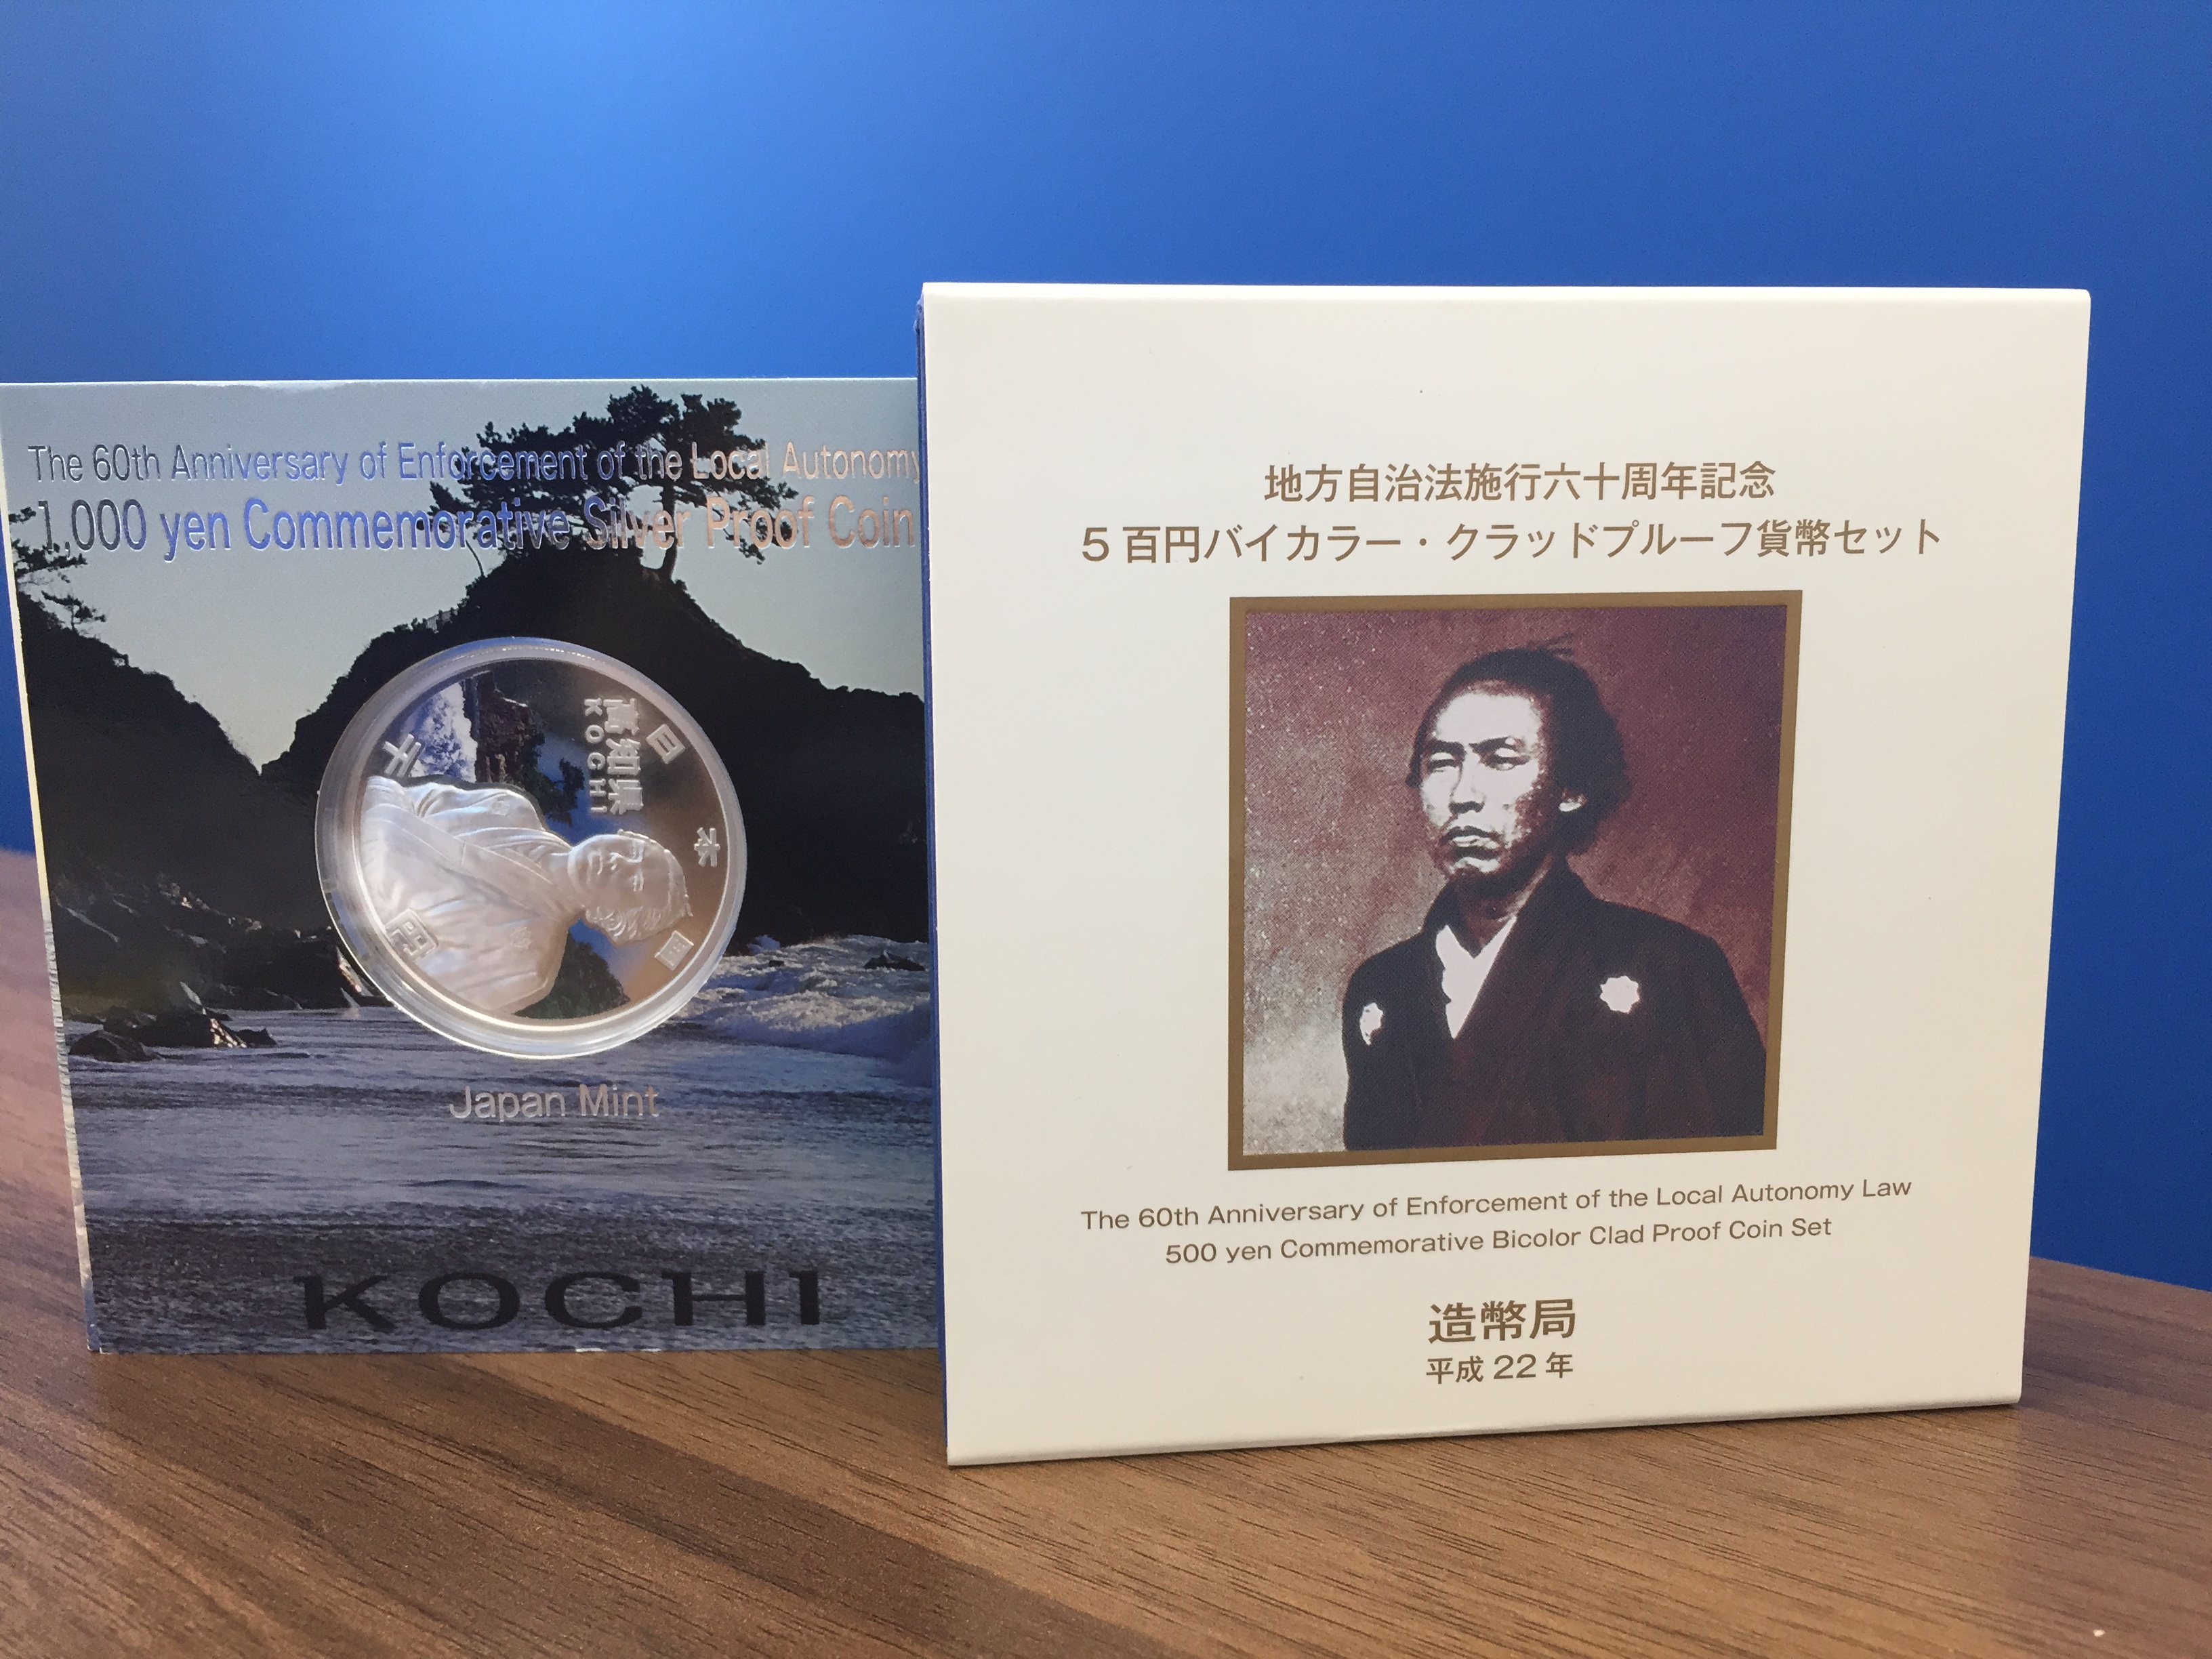 The 60th Anniversary of Enforcement of the Local Autonomy
1,000 yen Commemorative Silver Proof Coin
日本国
高知県
KOCHI
千円
Japan Mint
KOCHI
地方自治法施行六十周年記念
5百円バイカラー・クラッドプルーフ貨幣セット
The 60th Anniversary of Enforcement of the Local Autonomy Law
500 yen Commemorative Bicolor Clad Proof Coin Set
造幣局
平成22年